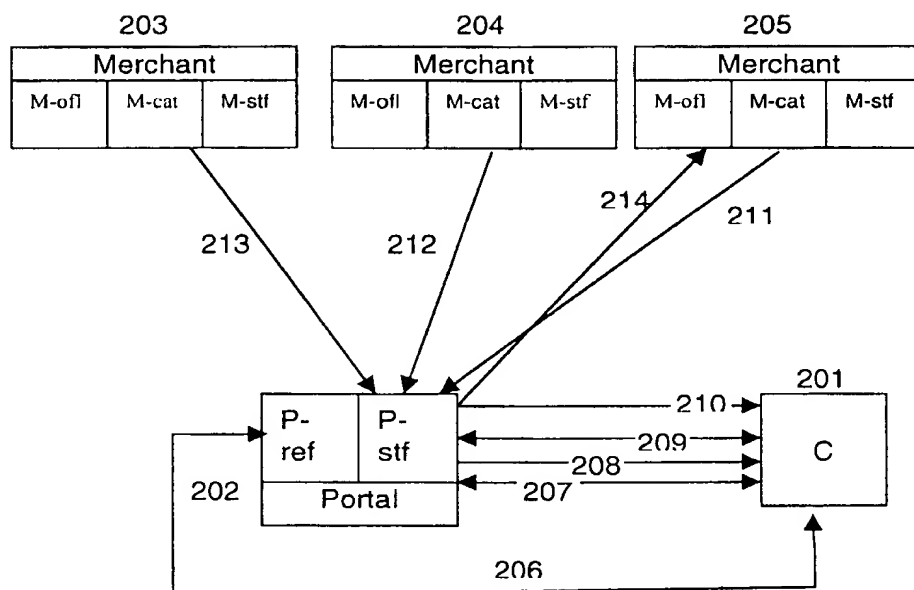 203 204 205
Merchant Merchant Merchant
M-ofl M-cat M-stf M-ofl M-cat M-stf M-ofl M-cat M-stf
213 212 214 211
201
P-ref P-stf
Portal
C
210
209
208
207
202
206